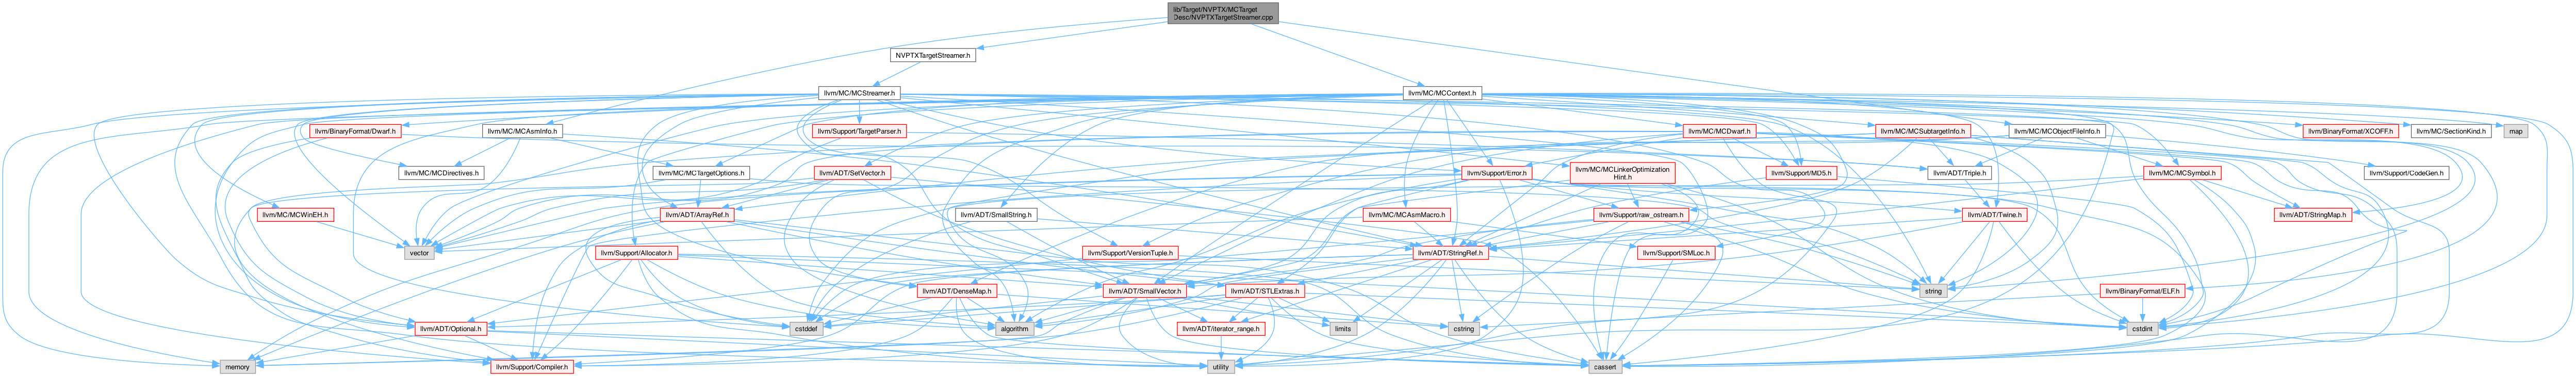 lib/Target/NVPTX/MCTarget
Desc/NVPTXTargetStreamer.cpp
NVPTXTargetStreamer.h
llvm/MC/MCStreamer.h
llvm/MC/MCContext.h
llvm/BinaryFormat/Dwarf.h
llvm/MC/MCAsmInfo.h
llvm/Support/TargetParser.h
llvm/MC/MCDwarf.h
llvm/MC/MCSubtargetInfo.h
llvm/MC/MCObjectFileInfo.h
llvm/BinaryFormat/XCOFF.h
llvm/MC/SectionKind.h
map
llvm/MC/MCDirectives.h
llvm/MC/MCTargetOptions.h
llvm/ADT/SetVector.h
llvm/Support/Error.h
llvm/MC/MCLinkerOptimization
Hint.h
llvm/Support/MD5.h
llvm/ADT/Triple.h
llvm/MC/MCSymbol.h
llvm/Support/CodeGen.h
llvm/MC/MCWinEH.h
llvm/ADT/ArrayRef.h
llvm/ADT/SmallString.h
llvm/MC/MCAsmMacro.h
llvm/Support/raw_ostream.h
llvm/ADT/Twine.h
llvm/ADT/StringMap.h
vector
llvm/Support/Allocator.h
llvm/Support/VersionTuple.h
llvm/ADT/StringRef.h
llvm/Support/SMLoc.h
llvm/ADT/DenseMap.h
llvm/ADT/SmallVector.h
llvm/ADT/STLExtras.h
string
llvm/BinaryFormat/ELF.h
llvm/ADT/Optional.h
cstddef
algorithm
llvm/ADT/iterator_range.h
limits
cstring
cstdint
memory
llvm/Support/Compiler.h
utility
cassert